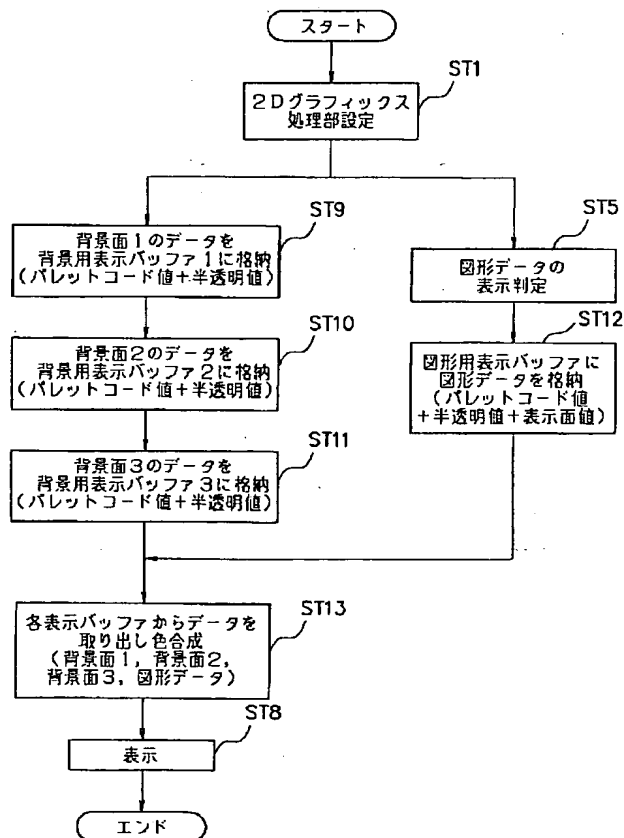 スタート
ST1
2Dグラフィックス
処理部設定
ST9
背景面1のデータを
背景用表示バッファ1に格納
(パレットコード値+半透明値)
ST10
背景面2のデータを
背景用表示バッファ2に格納
(パレットコード値+半透明値)
ST11
背景面3のデータを
背景用表示バッファ3に格納
(パレットコード値+半透明値)
ST5
図形データの
表示判定
ST12
図形用表示バッファに
図形データを格納
(パレットコード値
+半透明値+表示面値)
ST13
各表示バッファからデータを
取り出し色合成
(背景面1,背景面2,
背景面3,図形データ)
ST8
表示
エンド